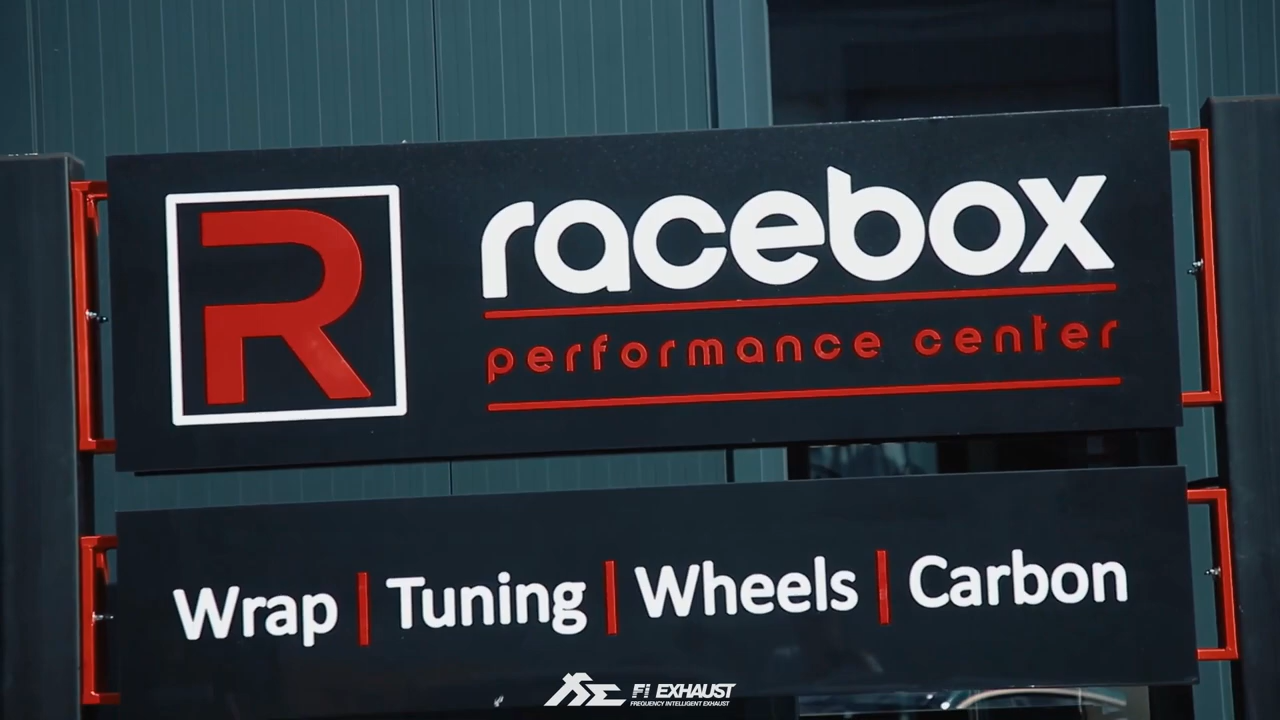 R
racebox
performance center
Wrap | Tuning | Wheels | Carbon
Fi EXHAUST
FREQUENCY INTELLIGENT EXHAUST